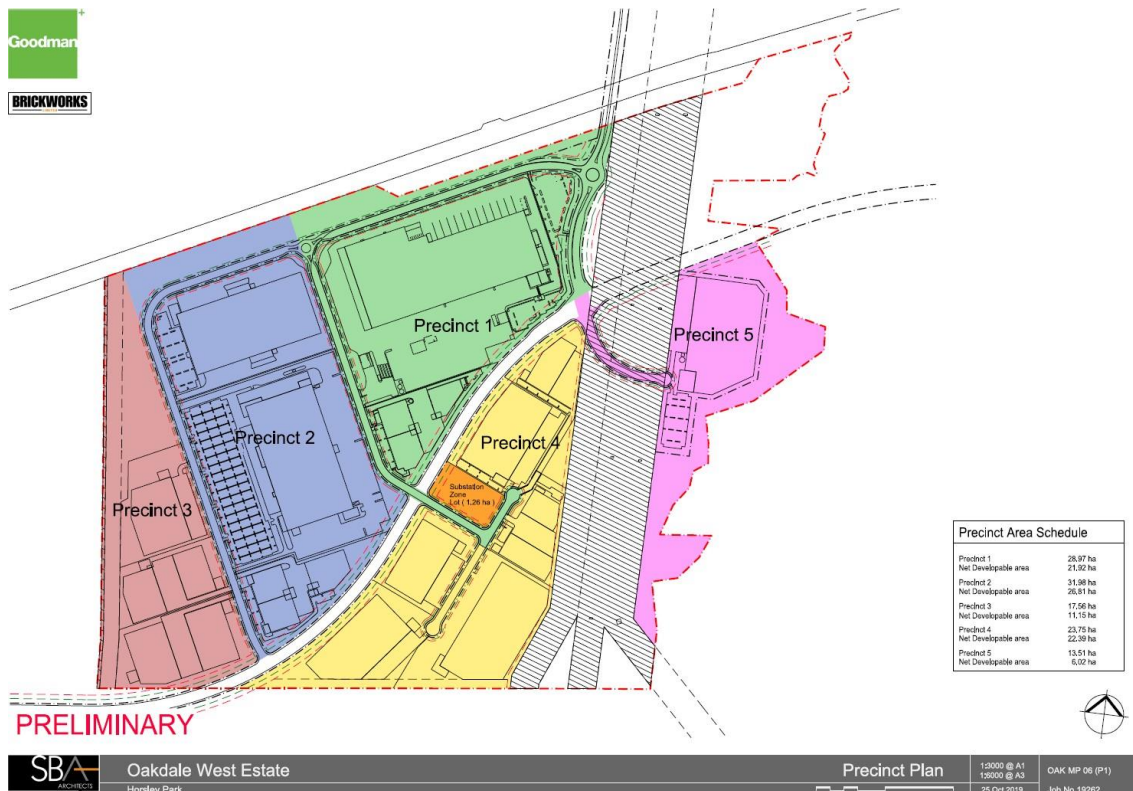 Goodman+
BRICKWORKS
LIMITED
Precinct 1
Precinct 5
Precinct 2
Precinct 4
Substation
Zone
Lot ( 1.26 ha )
Precinct 3
Precinct Area Schedule
Precinct 1 28.97 ha
Net Developable area 21.92 ha
Precinct 2 31.98 ha
Net Developable area 26.81 ha
Precinct 3 17.56 ha
Net Developable area 11.15 ha
Precinct 4 23.75 ha
Net Developable area 22.39 ha
Precinct 5 13.51 ha
Net Developable area 6.02 ha
PRELIMINARY
SBA
ARCHITECTS
Oakdale West Estate
Horsley Park
Precinct Plan
1:3000 @ A1
1:6000 @ A3
25 Oct 2019
OAK MP 06 (P1)
Job No 19262